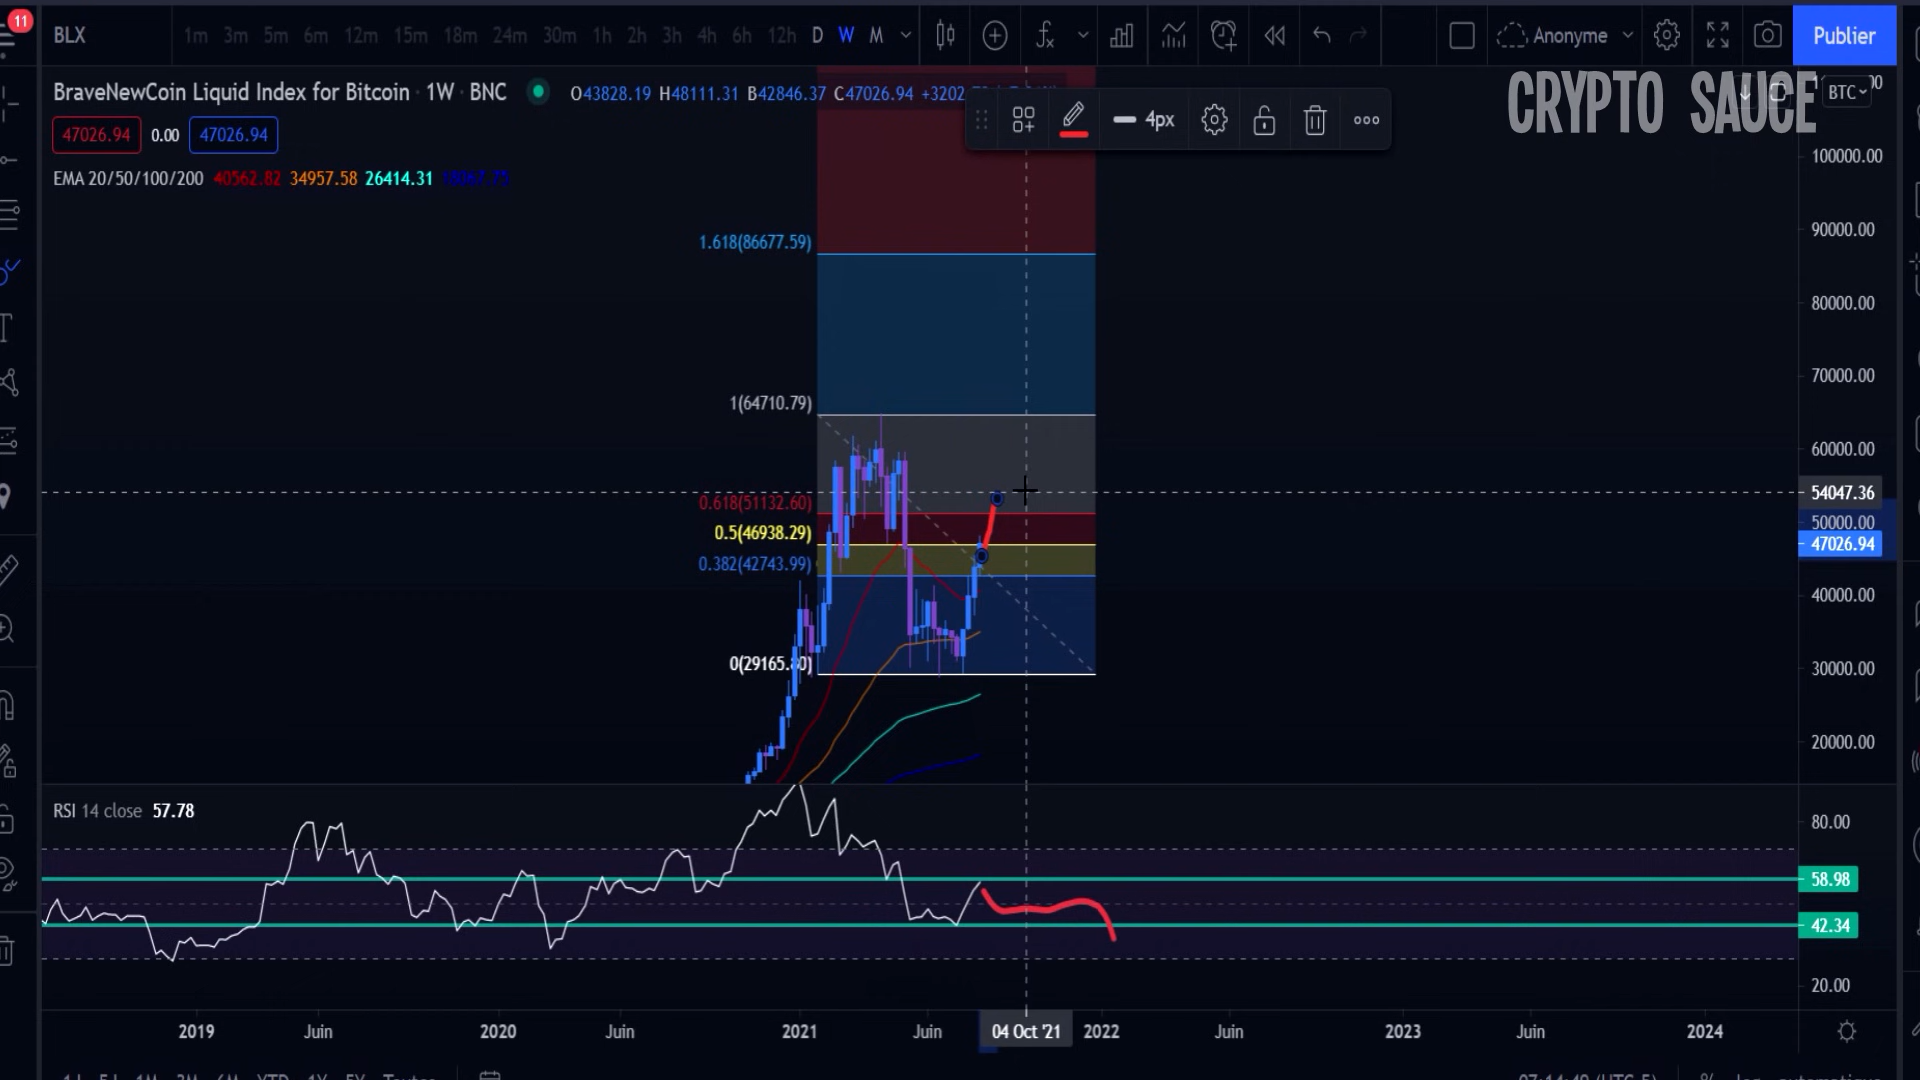 11
BLX 1m 3m 5m 6m 12m 15m 18m 24m 30m 1h 2h 3h 4h 6h 12h D W M Anonyme Publier
BraveNewCoin Liquid Index for Bitcoin · 1W · BNC O43828.19 H48111.31 B42846.37 C47026.94 +3202
CRYPTO SAUCE
BTC
4px
47026.94 0.00 47026.94
EMA 20/50/100/200 40562.82 34957.58 26414.31
100000.00
90000.00
1.618(86677.59)
80000.00
70000.00
1(64710.79)
60000.00
54047.36
0.618(51132.60)
50000.00
0.5(46938.29)
47026.94
0.382(42743.99)
40000.00
0(29165.80)
30000.00
20000.00
RSI 14 close 57.78
80.00
58.98
42.34
20.00
2019 Juin 2020 Juin 2021 Juin 04 Oct '21 2022 Juin 2023 Juin 2024